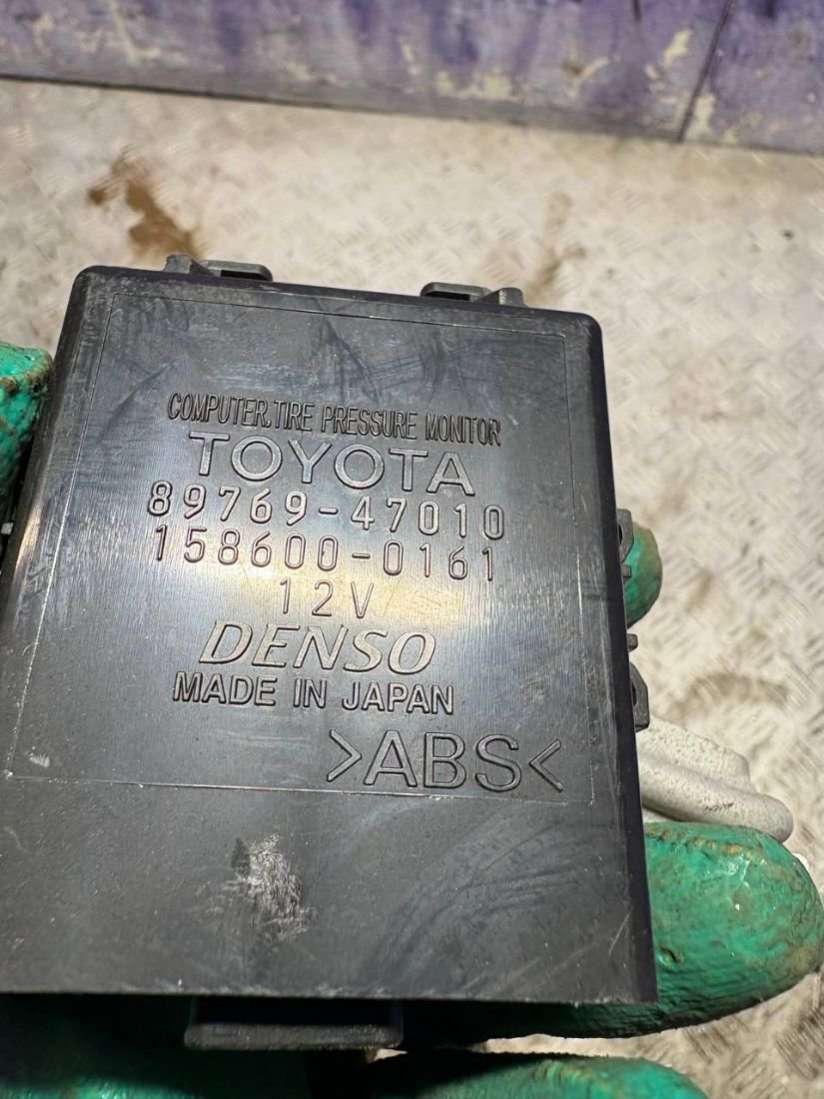 COMPUTER,TIRE PRESSURE MONITOR
TOYOTA
89769-47010
158600-0161
12V
DENSO
MADE IN JAPAN
>ABS<